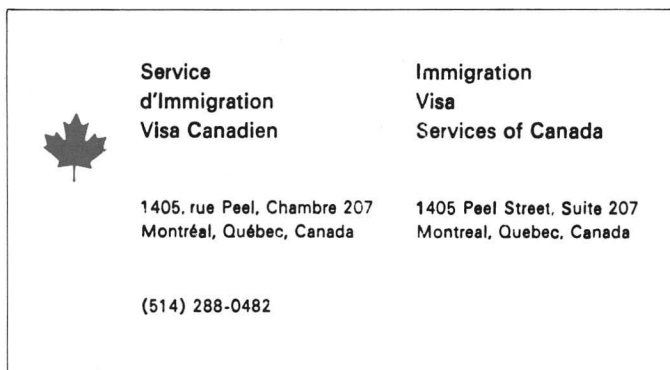 Service
d'Immigration
Visa Canadien
Immigration
Visa
Services of Canada
1405, rue Peel, Chambre 207
Montréal, Québec, Canada
1405 Peel Street, Suite 207
Montreal, Quebec, Canada
(514) 288-0482